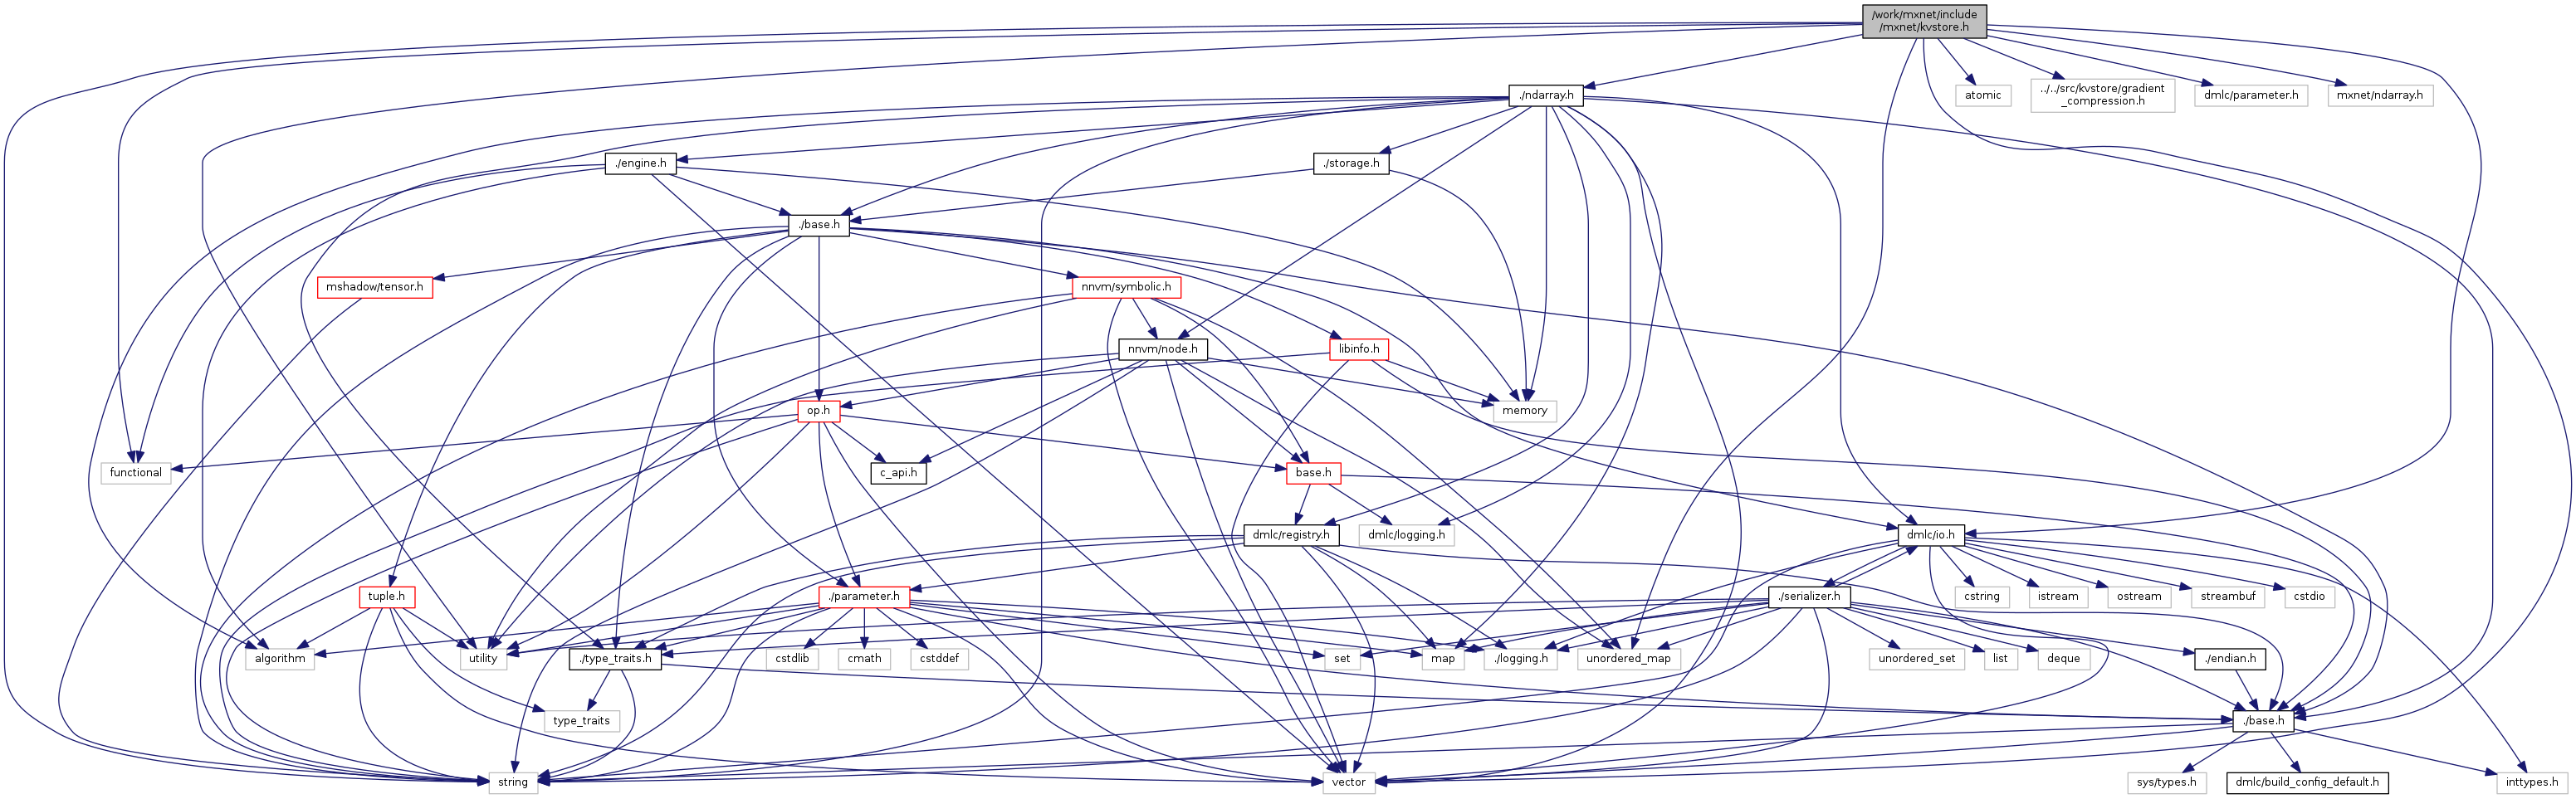 /work/mxnet/include
/mxnet/kvstore.h
./ndarray.h
atomic
../../src/kvstore/gradient
_compression.h
dmlc/parameter.h
mxnet/ndarray.h
./engine.h
./storage.h
./base.h
mshadow/tensor.h
nnvm/symbolic.h
nnvm/node.h
libinfo.h
op.h
memory
functional
c_api.h
base.h
dmlc/registry.h
dmlc/logging.h
dmlc/io.h
tuple.h
./parameter.h
./serializer.h
cstring
istream
ostream
streambuf
cstdio
algorithm
utility
./type_traits.h
cstdlib
cmath
cstddef
set
map
./logging.h
unordered_map
unordered_set
list
deque
./endian.h
type_traits
./base.h
string
vector
sys/types.h
dmlc/build_config_default.h
inttypes.h